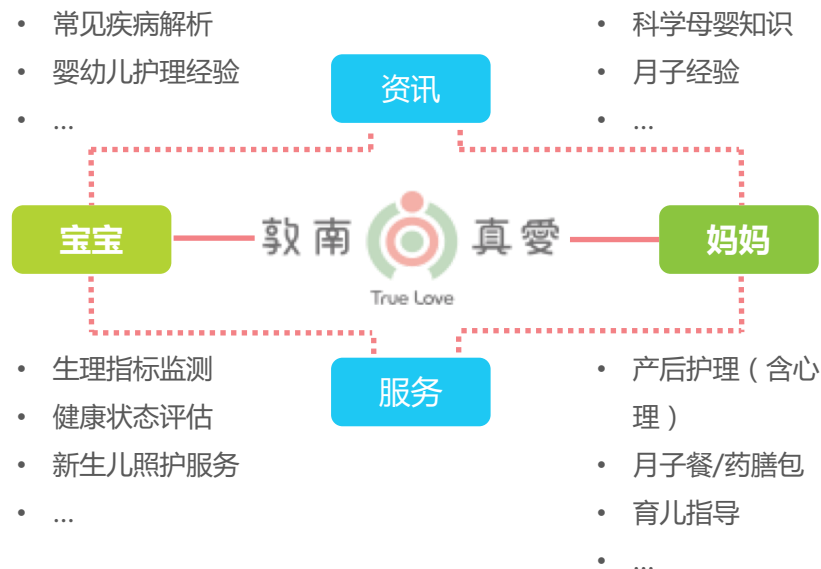 • 常见疾病解析
• 婴幼儿护理经验
• ...
资讯
• 科学母婴知识
• 月子经验
• ...
宝宝
敦南 真愛
True Love
妈妈
• 生理指标监测
• 健康状态评估
• 新生儿照护服务
• ...
服务
• 产后护理（含心
理）
• 月子餐/药膳包
• 育儿指导
• ...